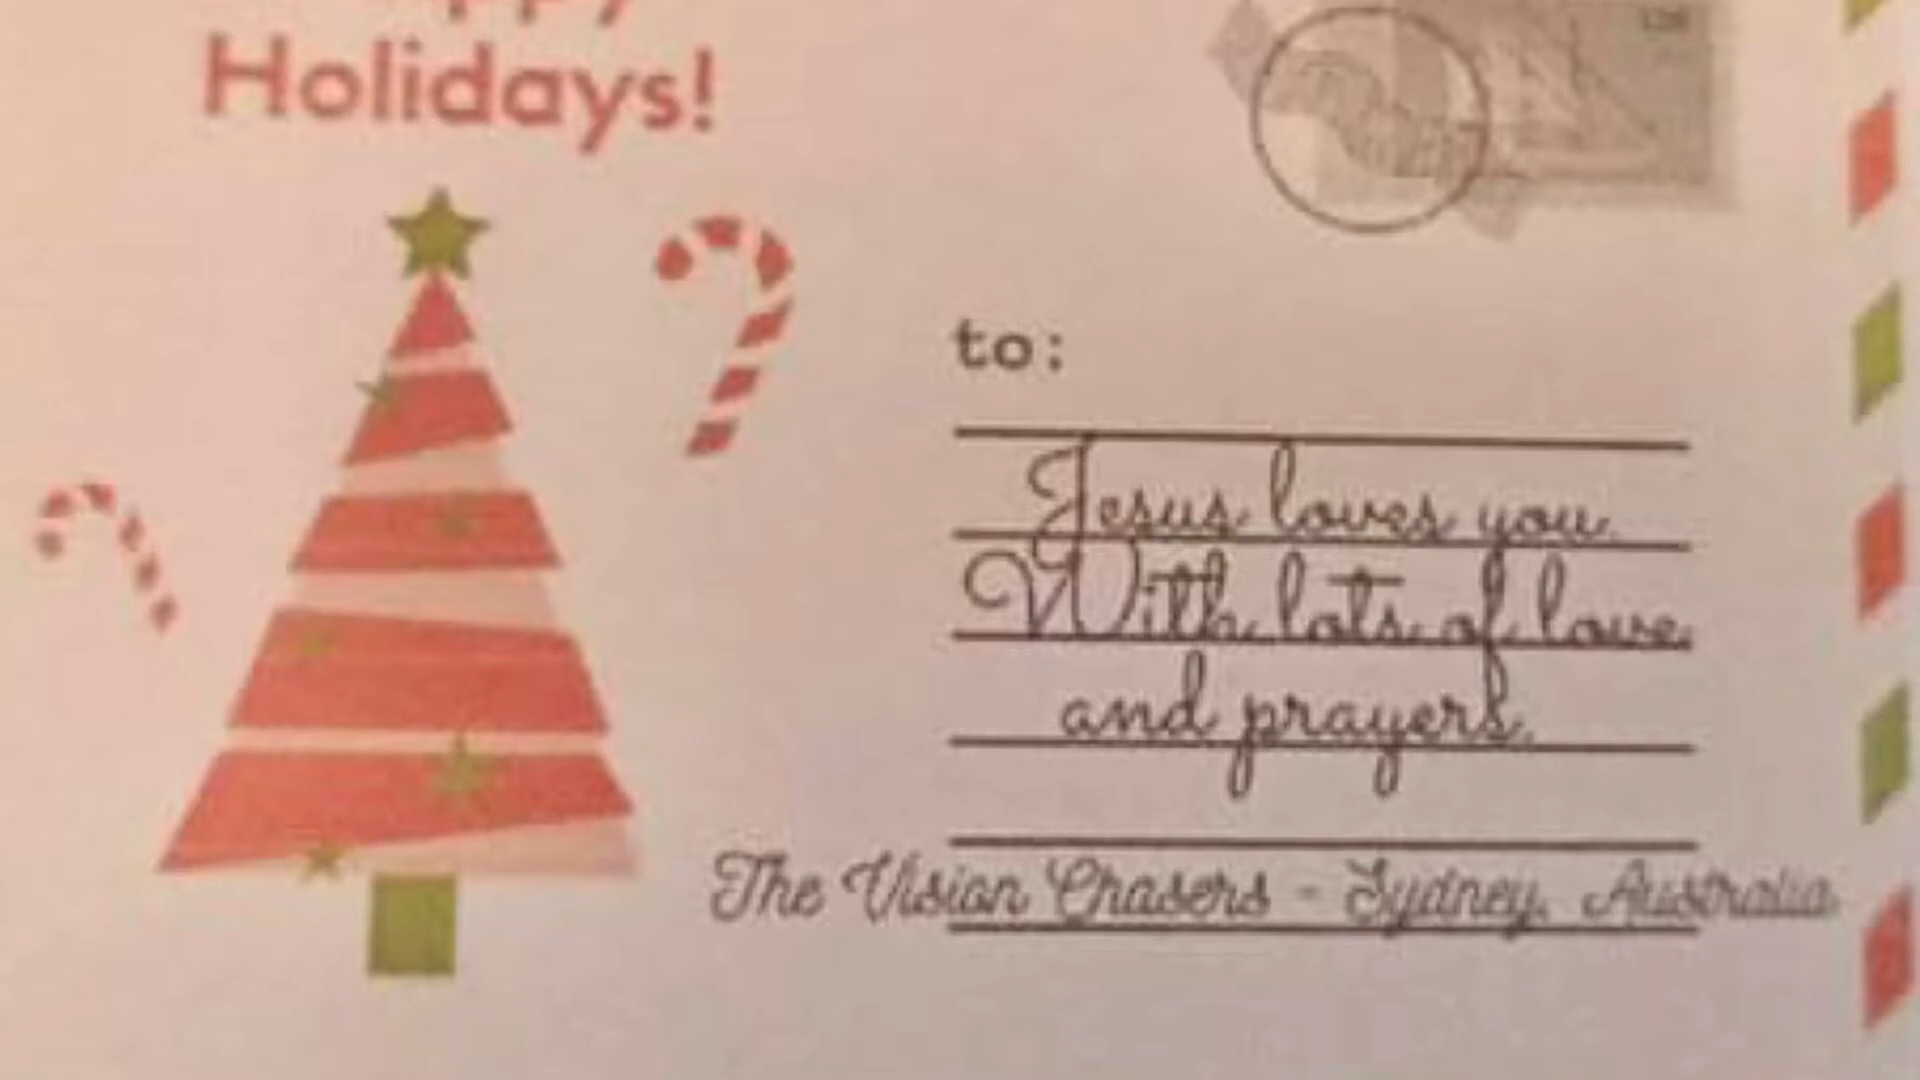 Holidays!
to:
Jesus loves you.
With lots of love
and prayers.
The Vision Chasers - Sydney, Australia